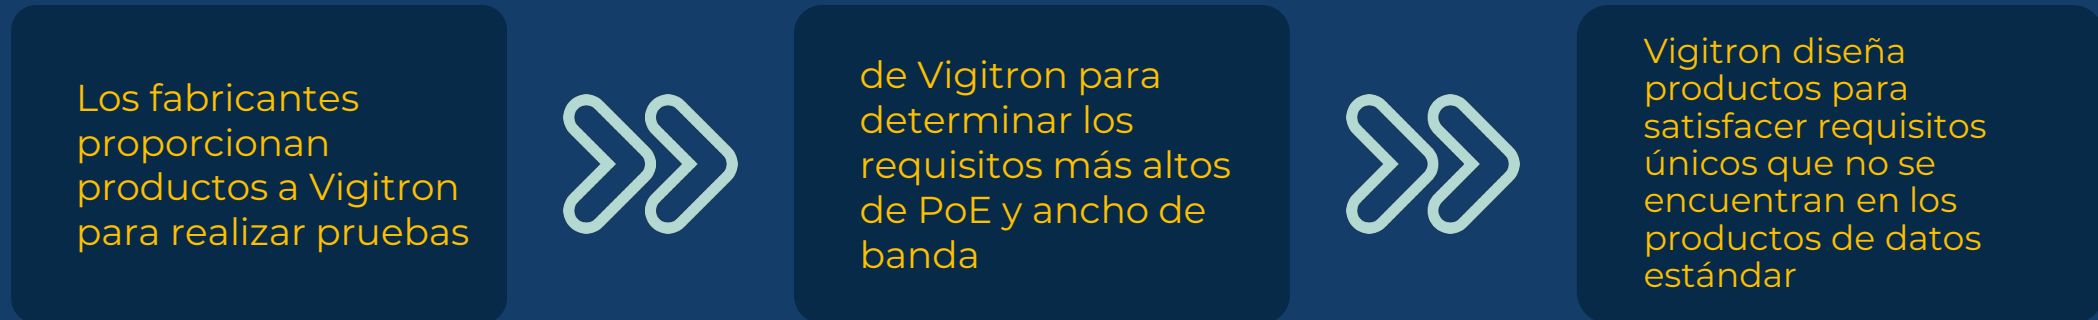 Los fabricantes
proporcionan
productos a Vigitron
para realizar pruebas
de Vigitron para
determinar los
requisitos más altos
de PoE y ancho de
banda
Vigitron diseña
productos para
satisfacer requisitos
únicos que no se
encuentran en los
productos de datos
estándar